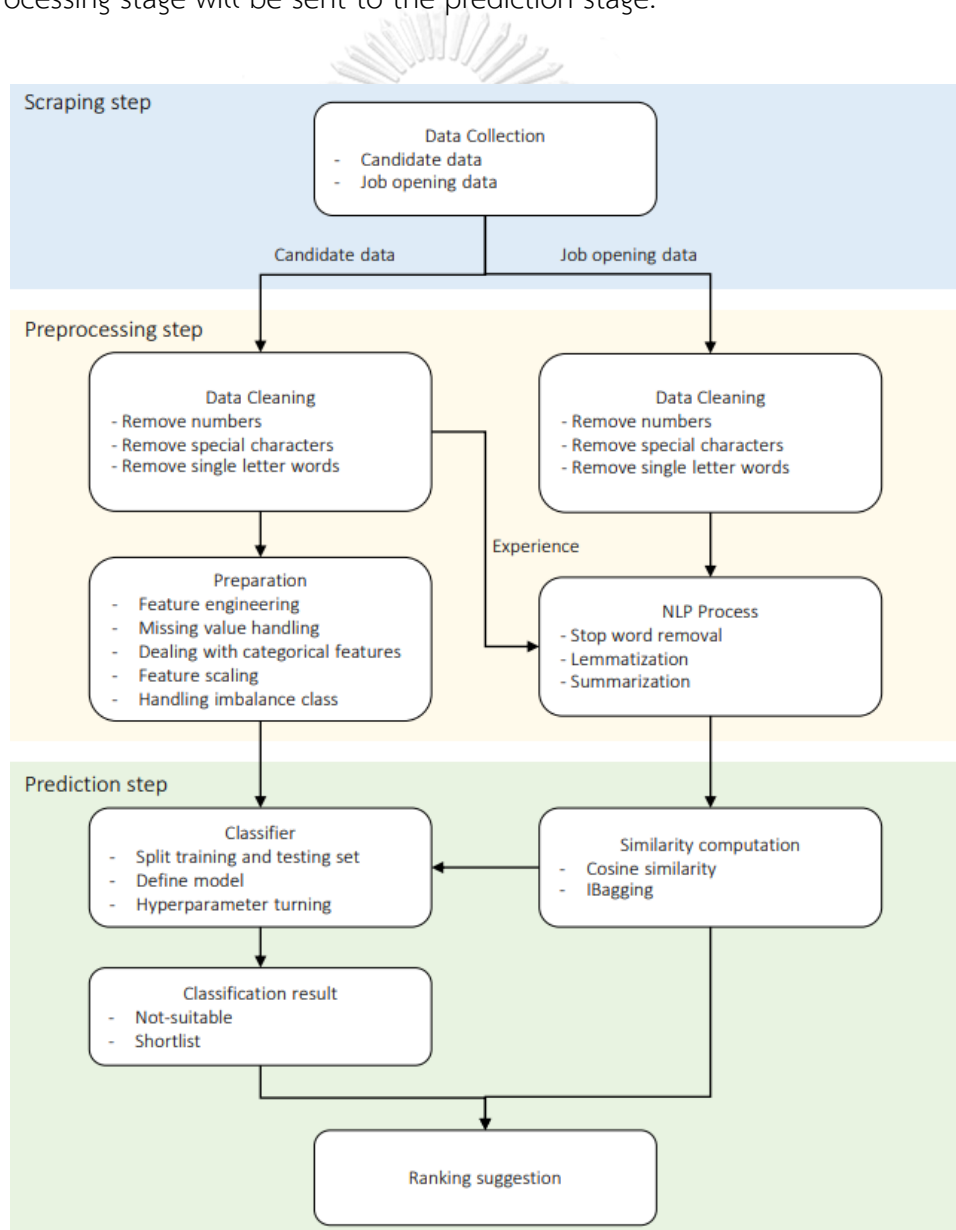 ocessing stage will be sent to the prediction stage.
Scraping step
Data Collection
- Candidate data
- Job opening data
Candidate data
Job opening data
Preprocessing step
Data Cleaning
- Remove numbers
- Remove special characters
- Remove single letter words
Data Cleaning
- Remove numbers
- Remove special characters
- Remove single letter words
Experience
Preparation
- Feature engineering
- Missing value handling
- Dealing with categorical features
- Feature scaling
- Handling imbalance class
NLP Process
- Stop word removal
- Lemmatization
- Summarization
Prediction step
Classifier
- Split training and testing set
- Define model
- Hyperparameter turning
Similarity computation
- Cosine similarity
- IBagging
Classification result
- Not-suitable
- Shortlist
Ranking suggestion